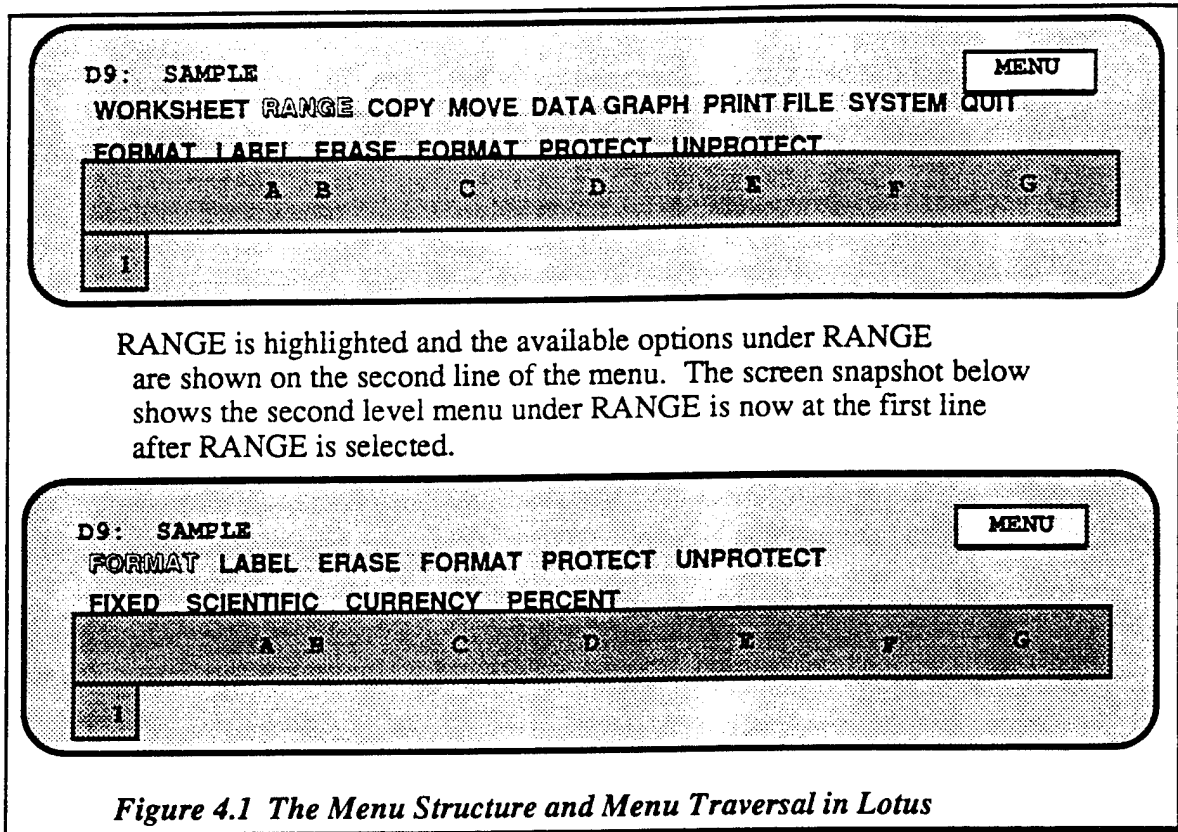 D9: SAMPLE
MENU
WORKSHEET RANGE COPY MOVE DATA GRAPH PRINT FILE SYSTEM QUIT
FORMAT LABEL ERASE FORMAT PROTECT UNPROTECT
A B C D E F G
1
RANGE is highlighted and the available options under RANGE
are shown on the second line of the menu. The screen snapshot below
shows the second level menu under RANGE is now at the first line
after RANGE is selected.
D9: SAMPLE
MENU
FORMAT LABEL ERASE FORMAT PROTECT UNPROTECT
FIXED SCIENTIFIC CURRENCY PERCENT
A B C D E F G
1
Figure 4.1 The Menu Structure and Menu Traversal in Lotus